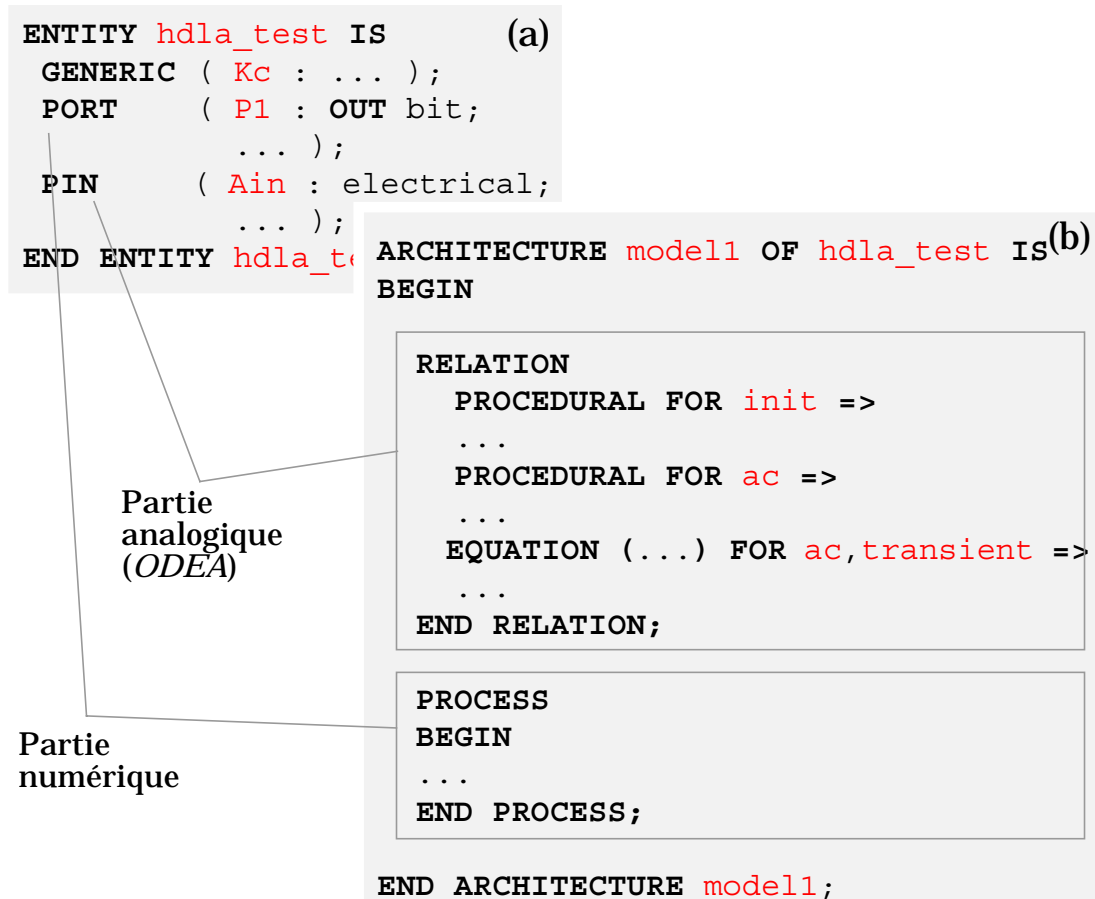 ENTITY hdla_test IS (a)
GENERIC ( Kc : ... );
PORT ( P1 : OUT bit;
... );
PIN ( Ain : electrical;
... );
END ENTITY hdla_te
ARCHITECTURE model1 OF hdla_test IS (b)
BEGIN
RELATION
PROCEDURAL FOR init =>
...
PROCEDURAL FOR ac =>
...
EQUATION (...) FOR ac,transient =>
...
END RELATION;
PROCESS
BEGIN
...
END PROCESS;
END ARCHITECTURE model1;
Partie
analogique
(ODEA)
Partie
numérique